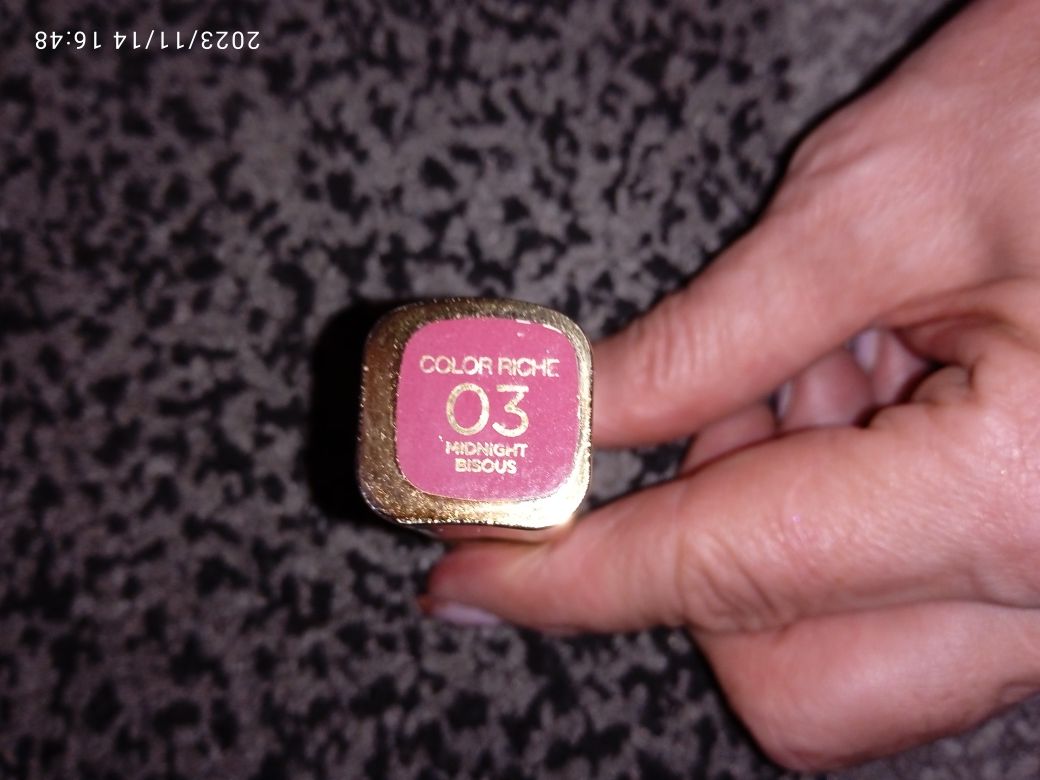 2023/11/14 16:48
COLOR RICHE
03
MIDNIGHT
BISOUS